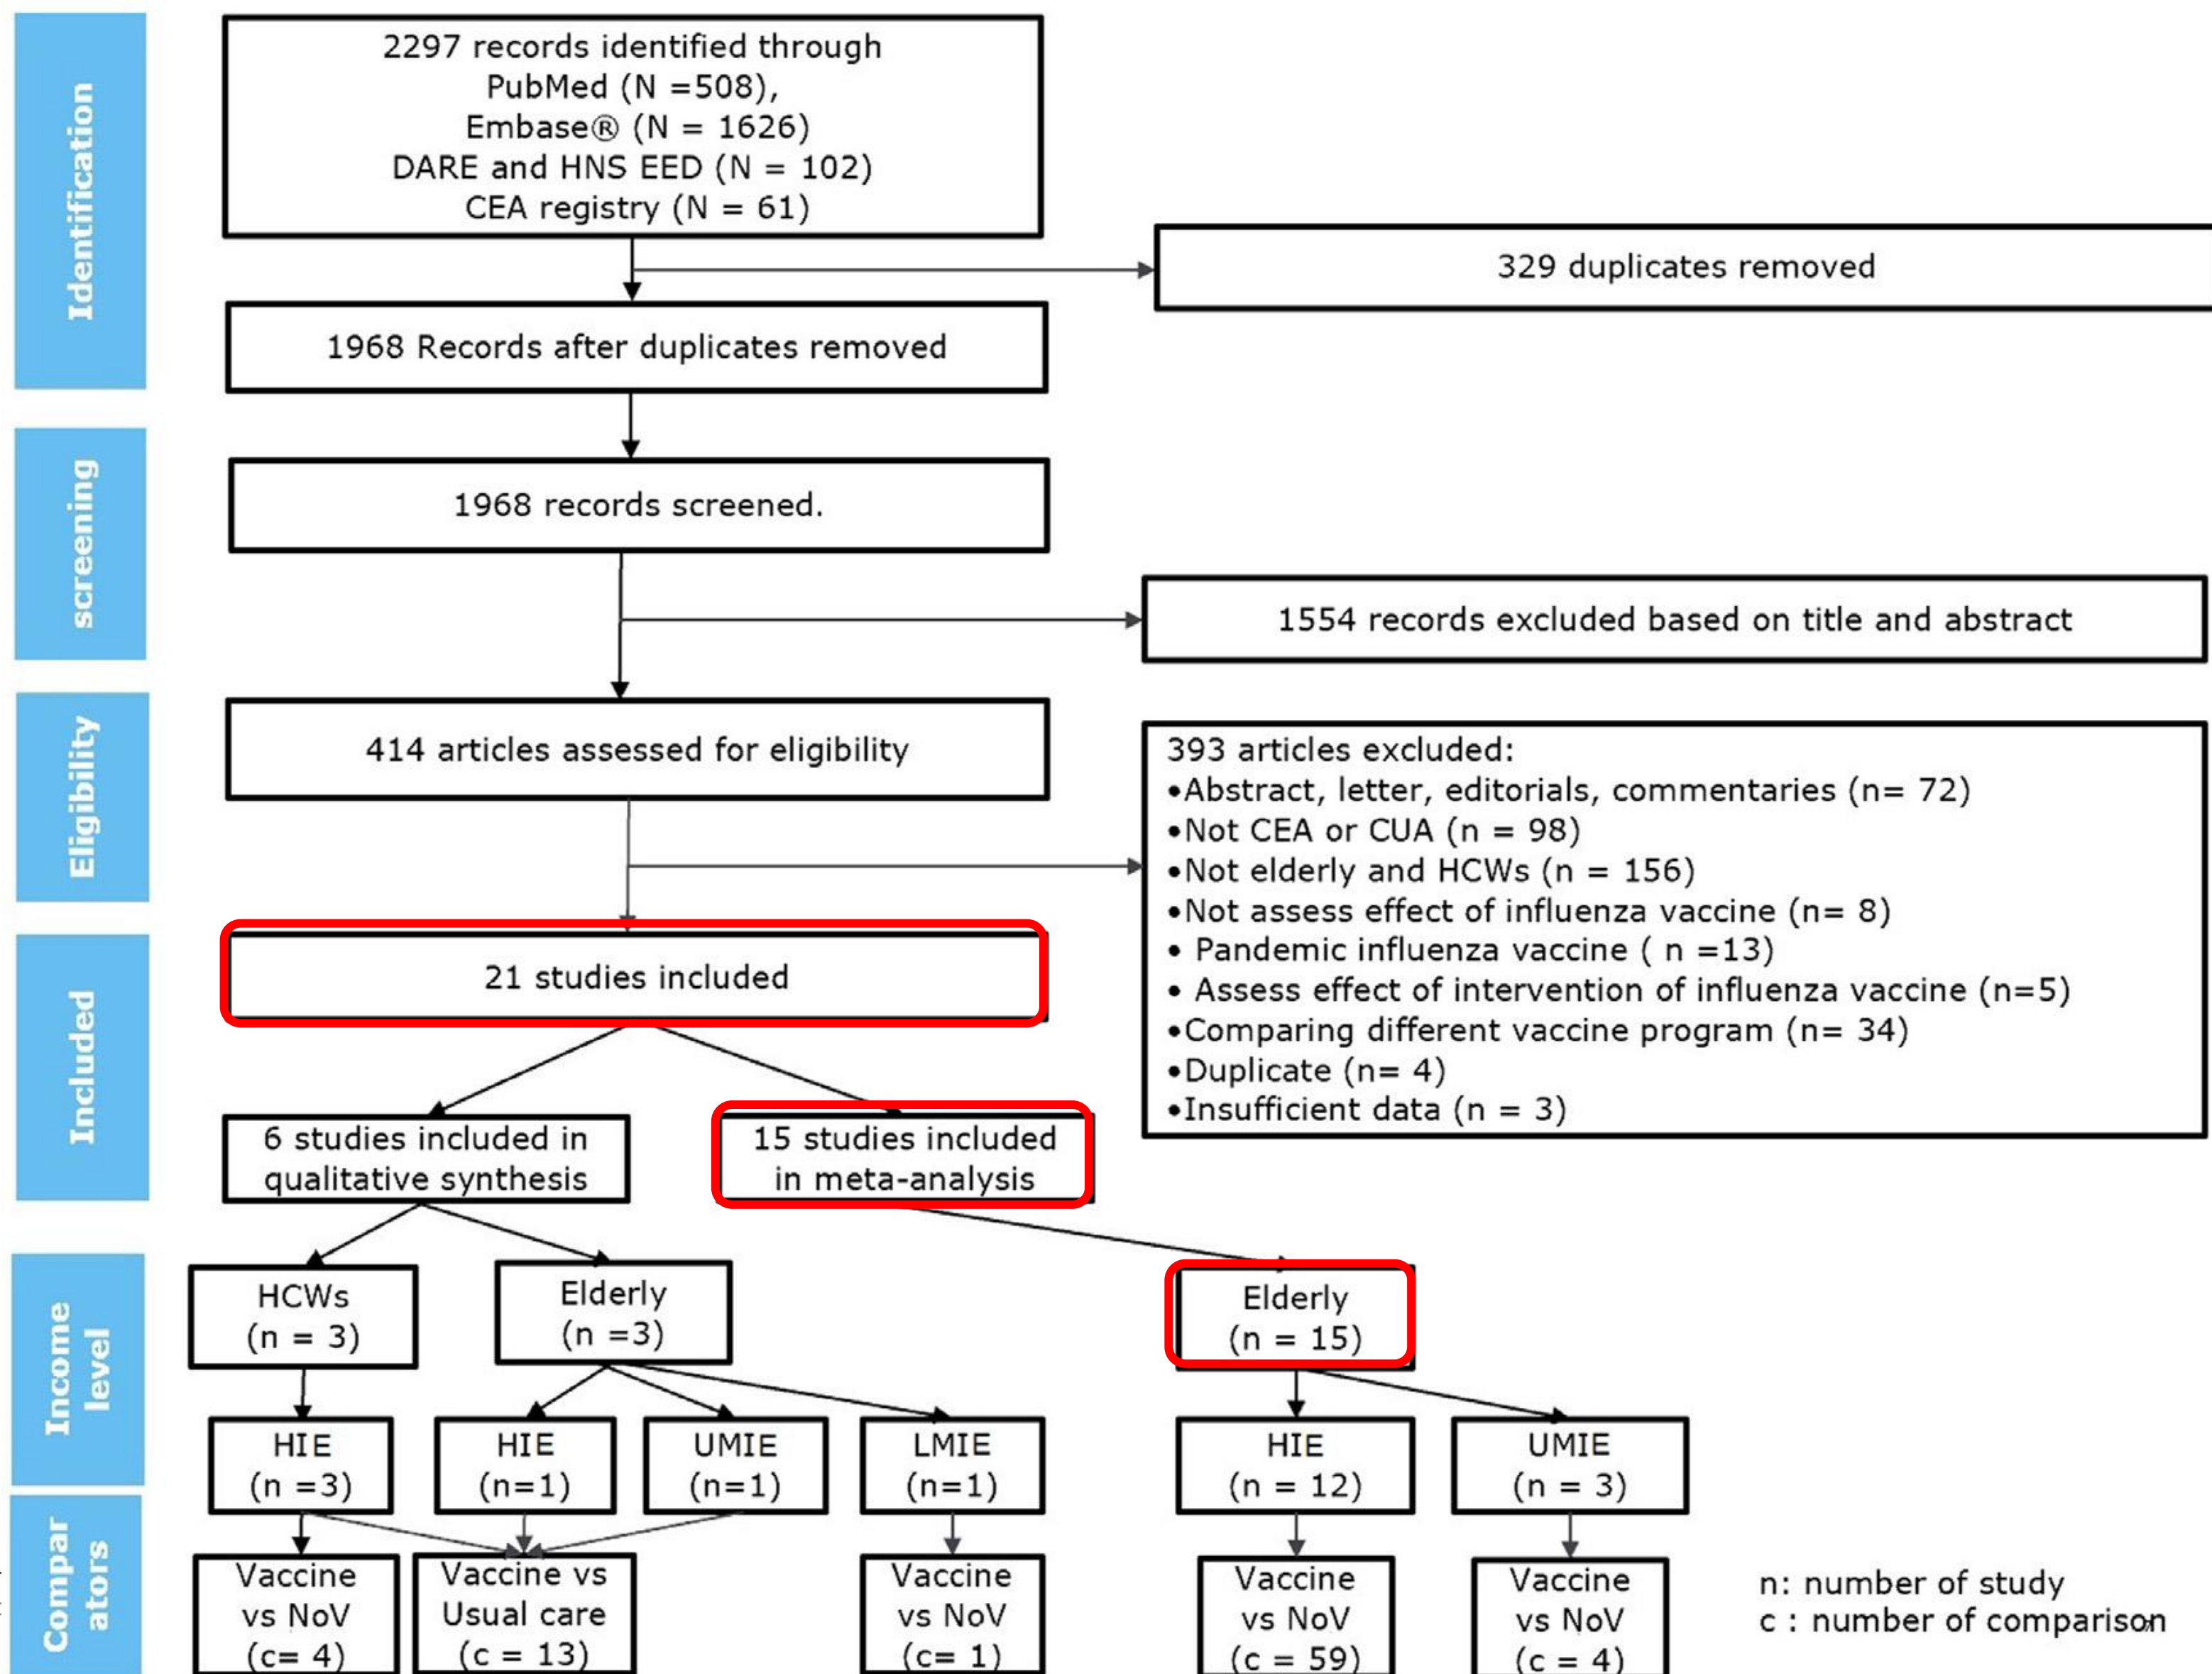 Identification
2297 records identified through
PubMed (N =508),
Embase® (N = 1626)
DARE and HNS EED (N = 102)
CEA registry (N = 61)
329 duplicates removed
1968 Records after duplicates removed
screening
1968 records screened.
1554 records excluded based on title and abstract
Eligibility
414 articles assessed for eligibility
393 articles excluded:
•Abstract, letter, editorials, commentaries (n= 72)
•Not CEA or CUA (n = 98)
•Not elderly and HCWs (n = 156)
•Not assess effect of influenza vaccine (n= 8)
• Pandemic influenza vaccine ( n =13)
• Assess effect of intervention of influenza vaccine (n=5)
•Comparing different vaccine program (n= 34)
•Duplicate (n= 4)
•Insufficient data (n = 3)
Included
21 studies included
6 studies included in
qualitative synthesis
15 studies included
in meta-analysis
Income
level
HCWs
(n = 3)
Elderly
(n =3)
Elderly
(n = 15)
HIE
(n =3)
HIE
(n=1)
UMIE
(n=1)
LMIE
(n=1)
HIE
(n = 12)
UMIE
(n = 3)
Compar
ators
Vaccine
vs NoV
(c= 4)
Vaccine vs
Usual care
(c = 13)
Vaccine
vs NoV
(c= 1)
Vaccine
vs NoV
(c = 59)
Vaccine
vs NoV
(c = 4)
n: number of study
c : number of comparison